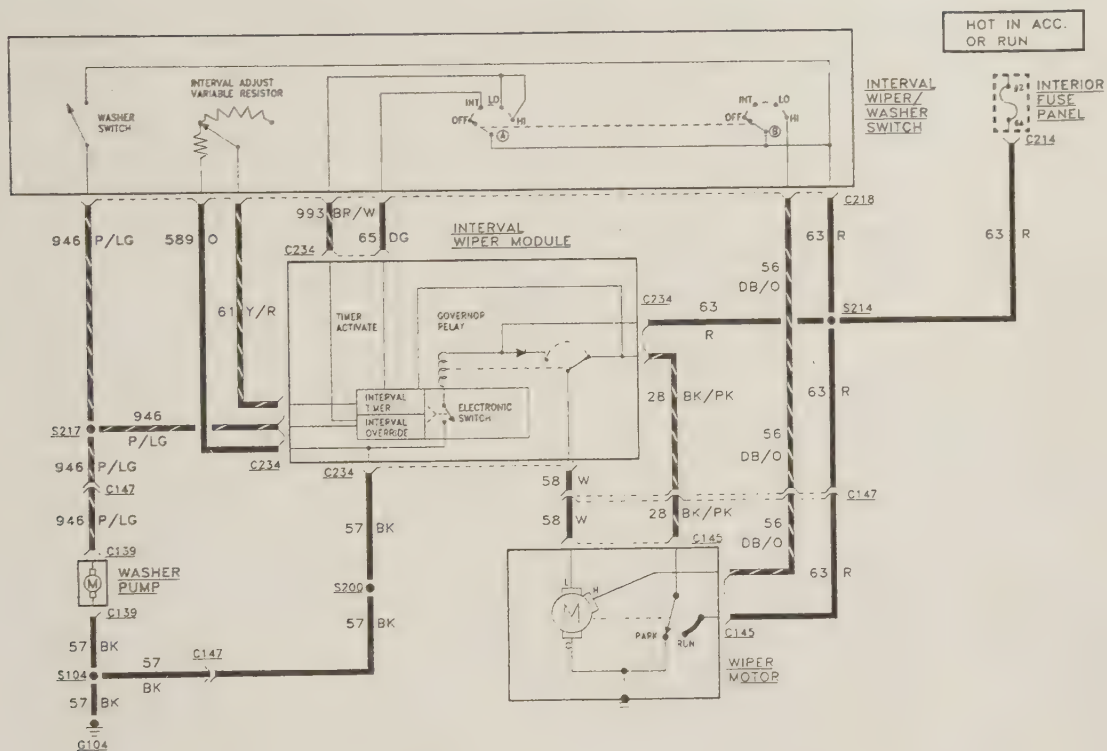 HOT IN ACC.
OR RUN
INTERVAL ADJUST
VARIABLE RESISTOR
WASHER
SWITCH
INT
LO
OFF
HI
A
INT
LO
OFF
HI
B
INTERVAL
WIPER/
WASHER
SWITCH
INTERIOR
FUSE
PANEL
C214
C218
946 P/LG
589 O
993 BR/W
65 DG
C234
INTERVAL
WIPER MODULE
63 R
63 R
56
DB/O
61 Y/R
TIMER
ACTIVATE
GOVERNOR
RELAY
C234
63
R
S214
INTERVAL
TIMER
INTERVAL
OVERRIDE
ELECTRONIC
SWITCH
28 BK/PK
63 R
S217
946
P/LG
C234
C234
56
DB/O
946 P/LG
C147
58 W
C147
946 P/LG
57 BK
58 W
28 BK/PK
56
DB/O
C139
C145
WASHER
PUMP
M
S200
L
H
M
63 R
C139
57 BK
57 BK
PARK
RUN
C145
C147
57
BK
S104
WIPER
MOTOR
57 BK
G104